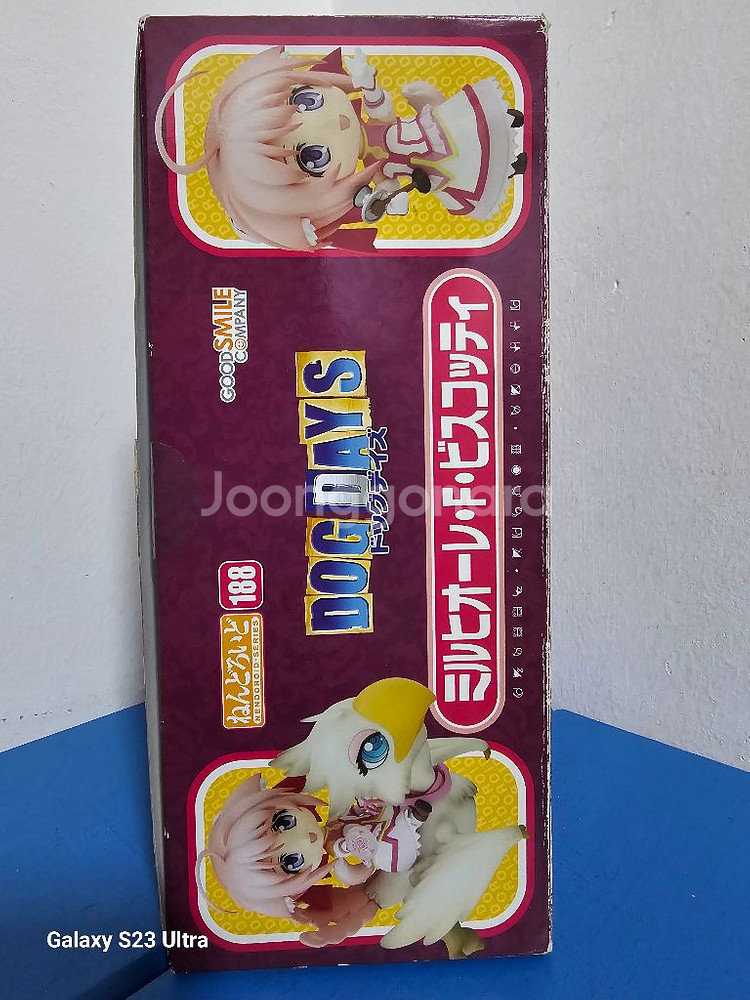 ねんどろいど
NENDOROID SERIES
188
GOOD SMILE
COMPANY
DOG DAYS
ドッグデイズ
ミルヒオーレ・F・ビスコッティ
Joonggonara
Galaxy S23 Ultra